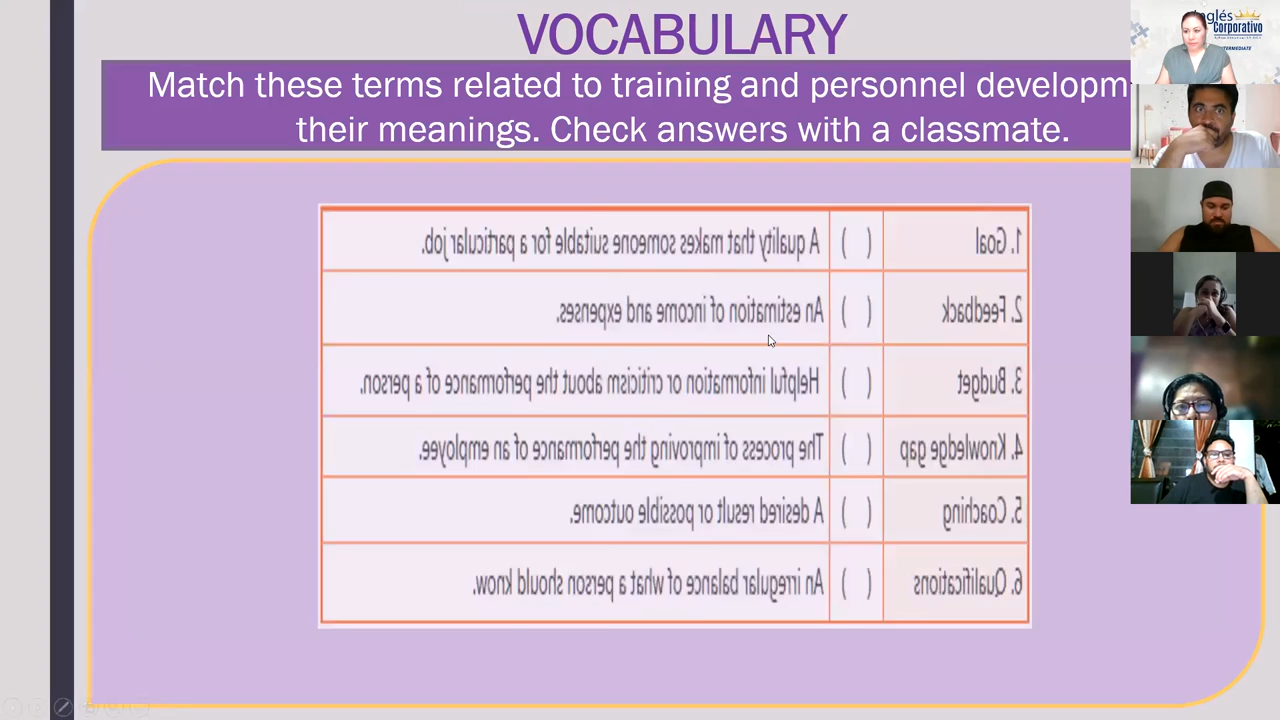 VOCABULARY
Match these terms related to training and personnel developm
their meanings. Check answers with a classmate.
1. Goal ( ) A quality that makes someone suitable for a particular job.
2. Feedback ( ) An estimation of income and expenses.
3. Budget ( ) Helpful information or criticism about the performance of a person.
4. Knowledge gap ( ) The process of improving the performance of an employee.
5. Coaching ( ) A desired result or possible outcome.
6. Qualifications ( ) An irregular balance of what a person should know.
nglés
Corporativo
TERMEDIATE